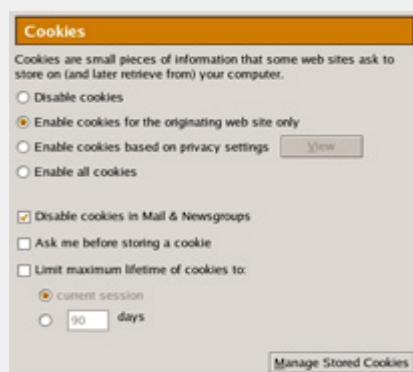 Cookies
Cookies are small pieces of information that some web sites ask to
store on (and later retrieve from) your computer.
Disable cookies
Enable cookies for the originating web site only
Enable cookies based on privacy settings View
Enable all cookies
Disable cookies in Mail & Newsgroups
Ask me before storing a cookie
Limit maximum lifetime of cookies to:
current session
90 days
Manage Stored Cookies